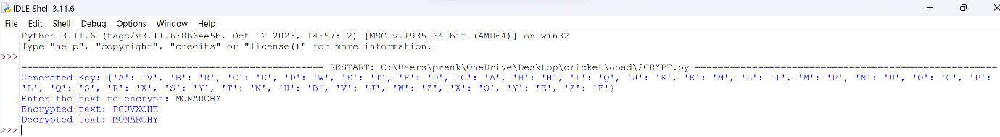 IDLE Shell 3.11.6
File Edit Shell Debug Options Window Help
Python 3.11.6 (tags/v3.11.6:8b6ee5b, Oct  2 2023, 14:57:12) [MSC v.1935 64 bit (AMD64)] on win32
Type "help", "copyright", "credits" or "license()" for more information.
>>>
================================================ RESTART: C:\Users\prenk\OneDrive\Desktop\cricket\ooad\2CRYPT.py ================================================
Generated Key: {'A': 'V', 'B': 'R', 'C': 'C', 'D': 'W', 'E': 'T', 'F': 'D', 'G': 'A', 'H': 'H', 'I': 'Q', 'J': 'K', 'K': 'M', 'L': 'I', 'M': 'P', 'N': 'U', 'O': 'G', 'P':
'L', 'Q': 'S', 'R': 'X', 'S': 'Y', 'T': 'N', 'U': 'B', 'V': 'J', 'W': 'Z', 'X': 'O', 'Y': 'E', 'Z': 'F'}
Enter the text to encrypt: MONARCHY
Encrypted text: PGUVXCHE
Decrypted text: MONARCHY
>>>